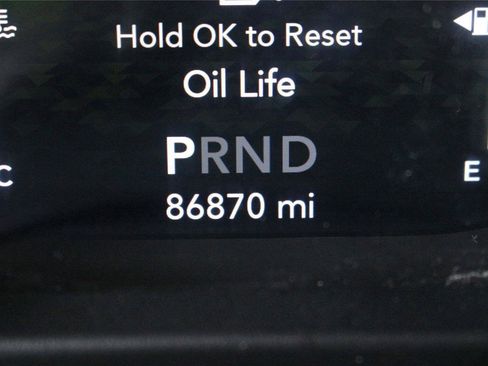 Hold OK to Reset
Oil Life
PRND
C
E
86870 mi